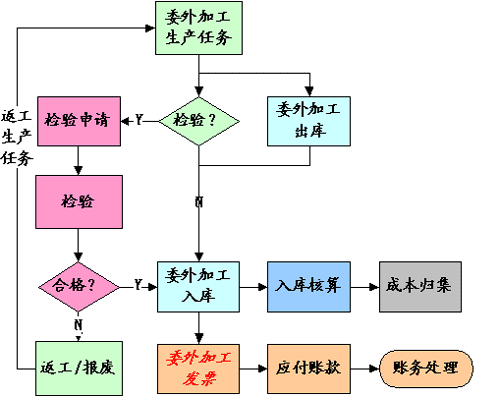 委外加工
生产任务
返工
生产
任务
检验申请
Y
检验？
委外加工
出库
检验
N
合格？
Y
委外加工
入库
入库核算
成本归集
N
返工/报废
委外加工
发票
应付账款
账务处理